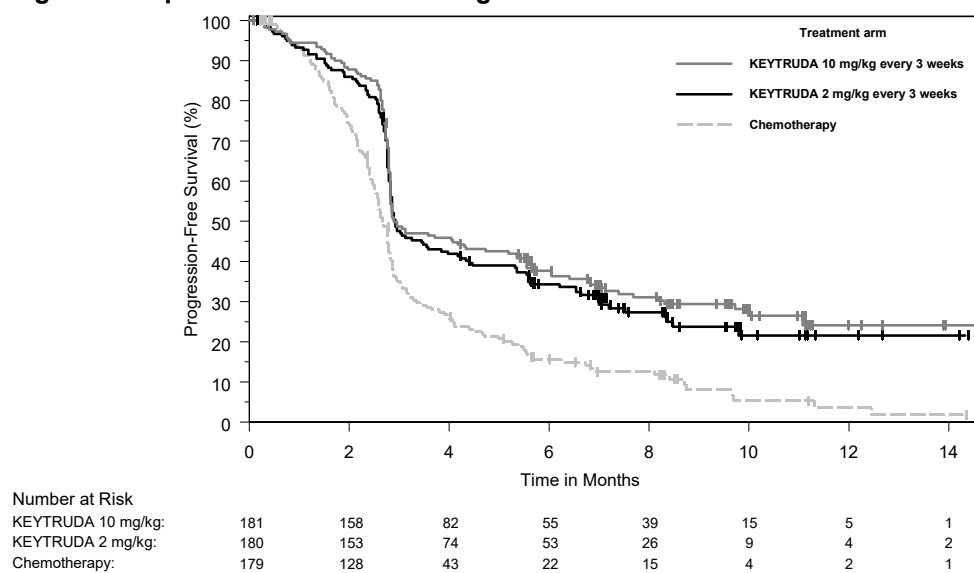 Treatment arm
KEYTRUDA 10 mg/kg every 3 weeks
KEYTRUDA 2 mg/kg every 3 weeks
Chemotherapy
Progression-Free Survival (%)
100
90
80
70
60
50
40
30
20
10
0
0 2 4 6 8 10 12 14
Time in Months
Number at Risk
KEYTRUDA 10 mg/kg: 181 158 82 55 39 15 5 1
KEYTRUDA 2 mg/kg: 180 153 74 53 26 9 4 2
Chemotherapy: 179 128 43 22 15 4 2 1